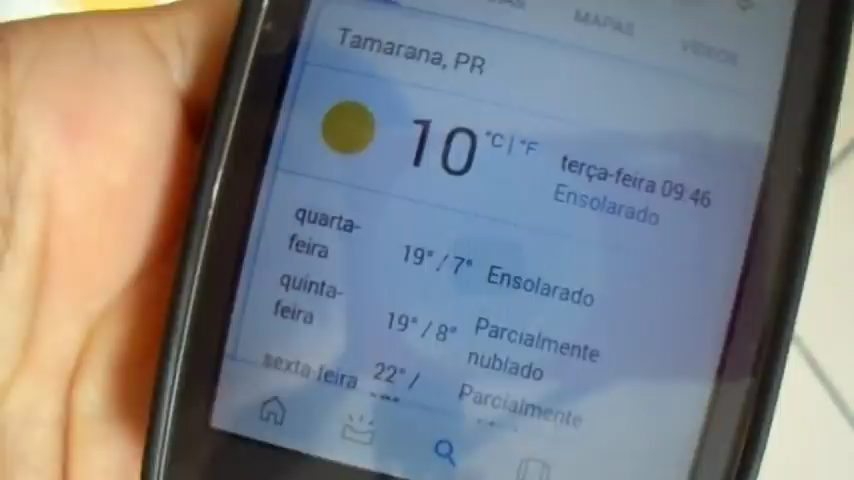 MAPAS
VÍDEOS
Tamarana, PR
10 °C | °F
terça-feira 09:46
Ensolarado
quarta-
feira
19° / 7° Ensolarado
quinta-
feira
19° / 8° Parcialmente
nublado
sexta-feira 22° / Parcialmente